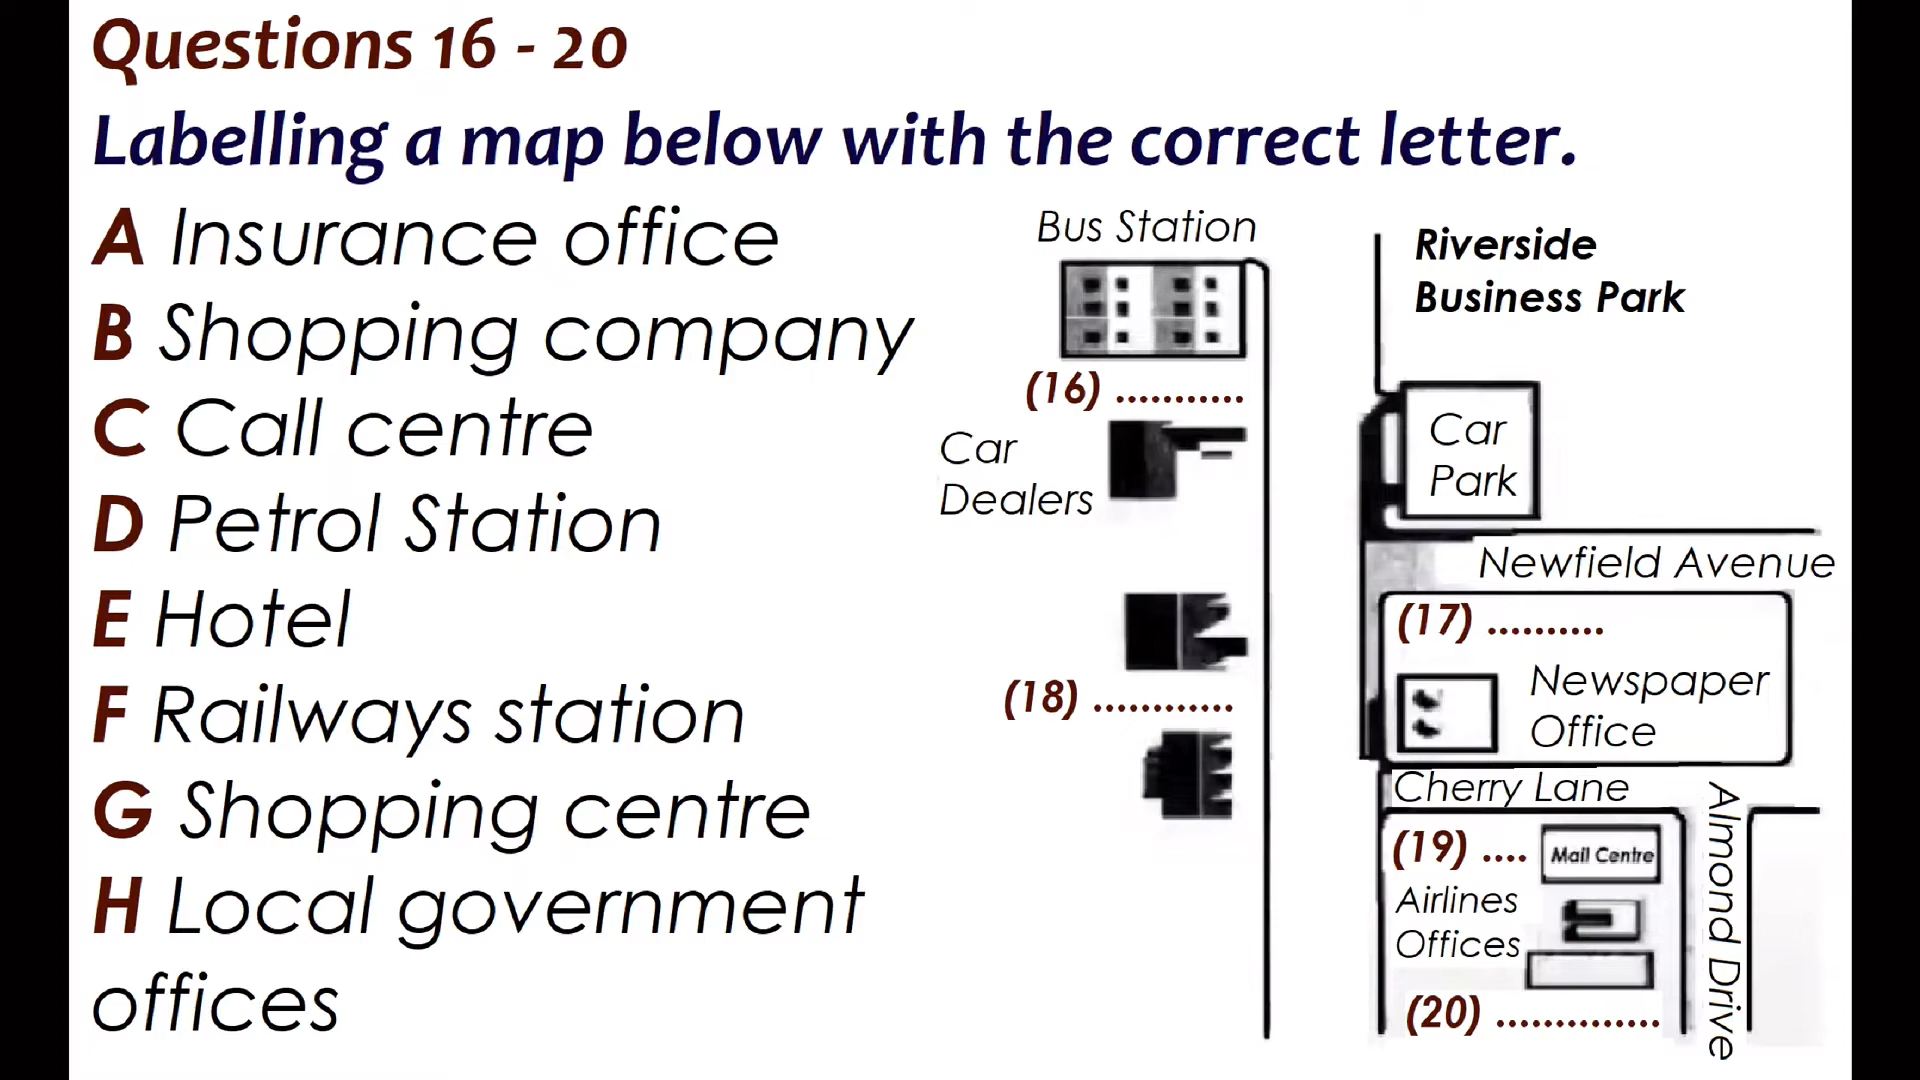 Questions 16 - 20
Labelling a map below with the correct letter.
A Insurance office
B Shopping company
C Call centre
D Petrol Station
E Hotel
F Railways station
G Shopping centre
H Local government
offices
Bus Station
Riverside
Business Park
(16) ...........
Car
Dealers
Car
Park
Newfield Avenue
(17) ..........
Newspaper
Office
(18) ............
Cherry Lane
(19) ....
Mail Centre
Airlines
Offices
(20) ..............
Almond Drive